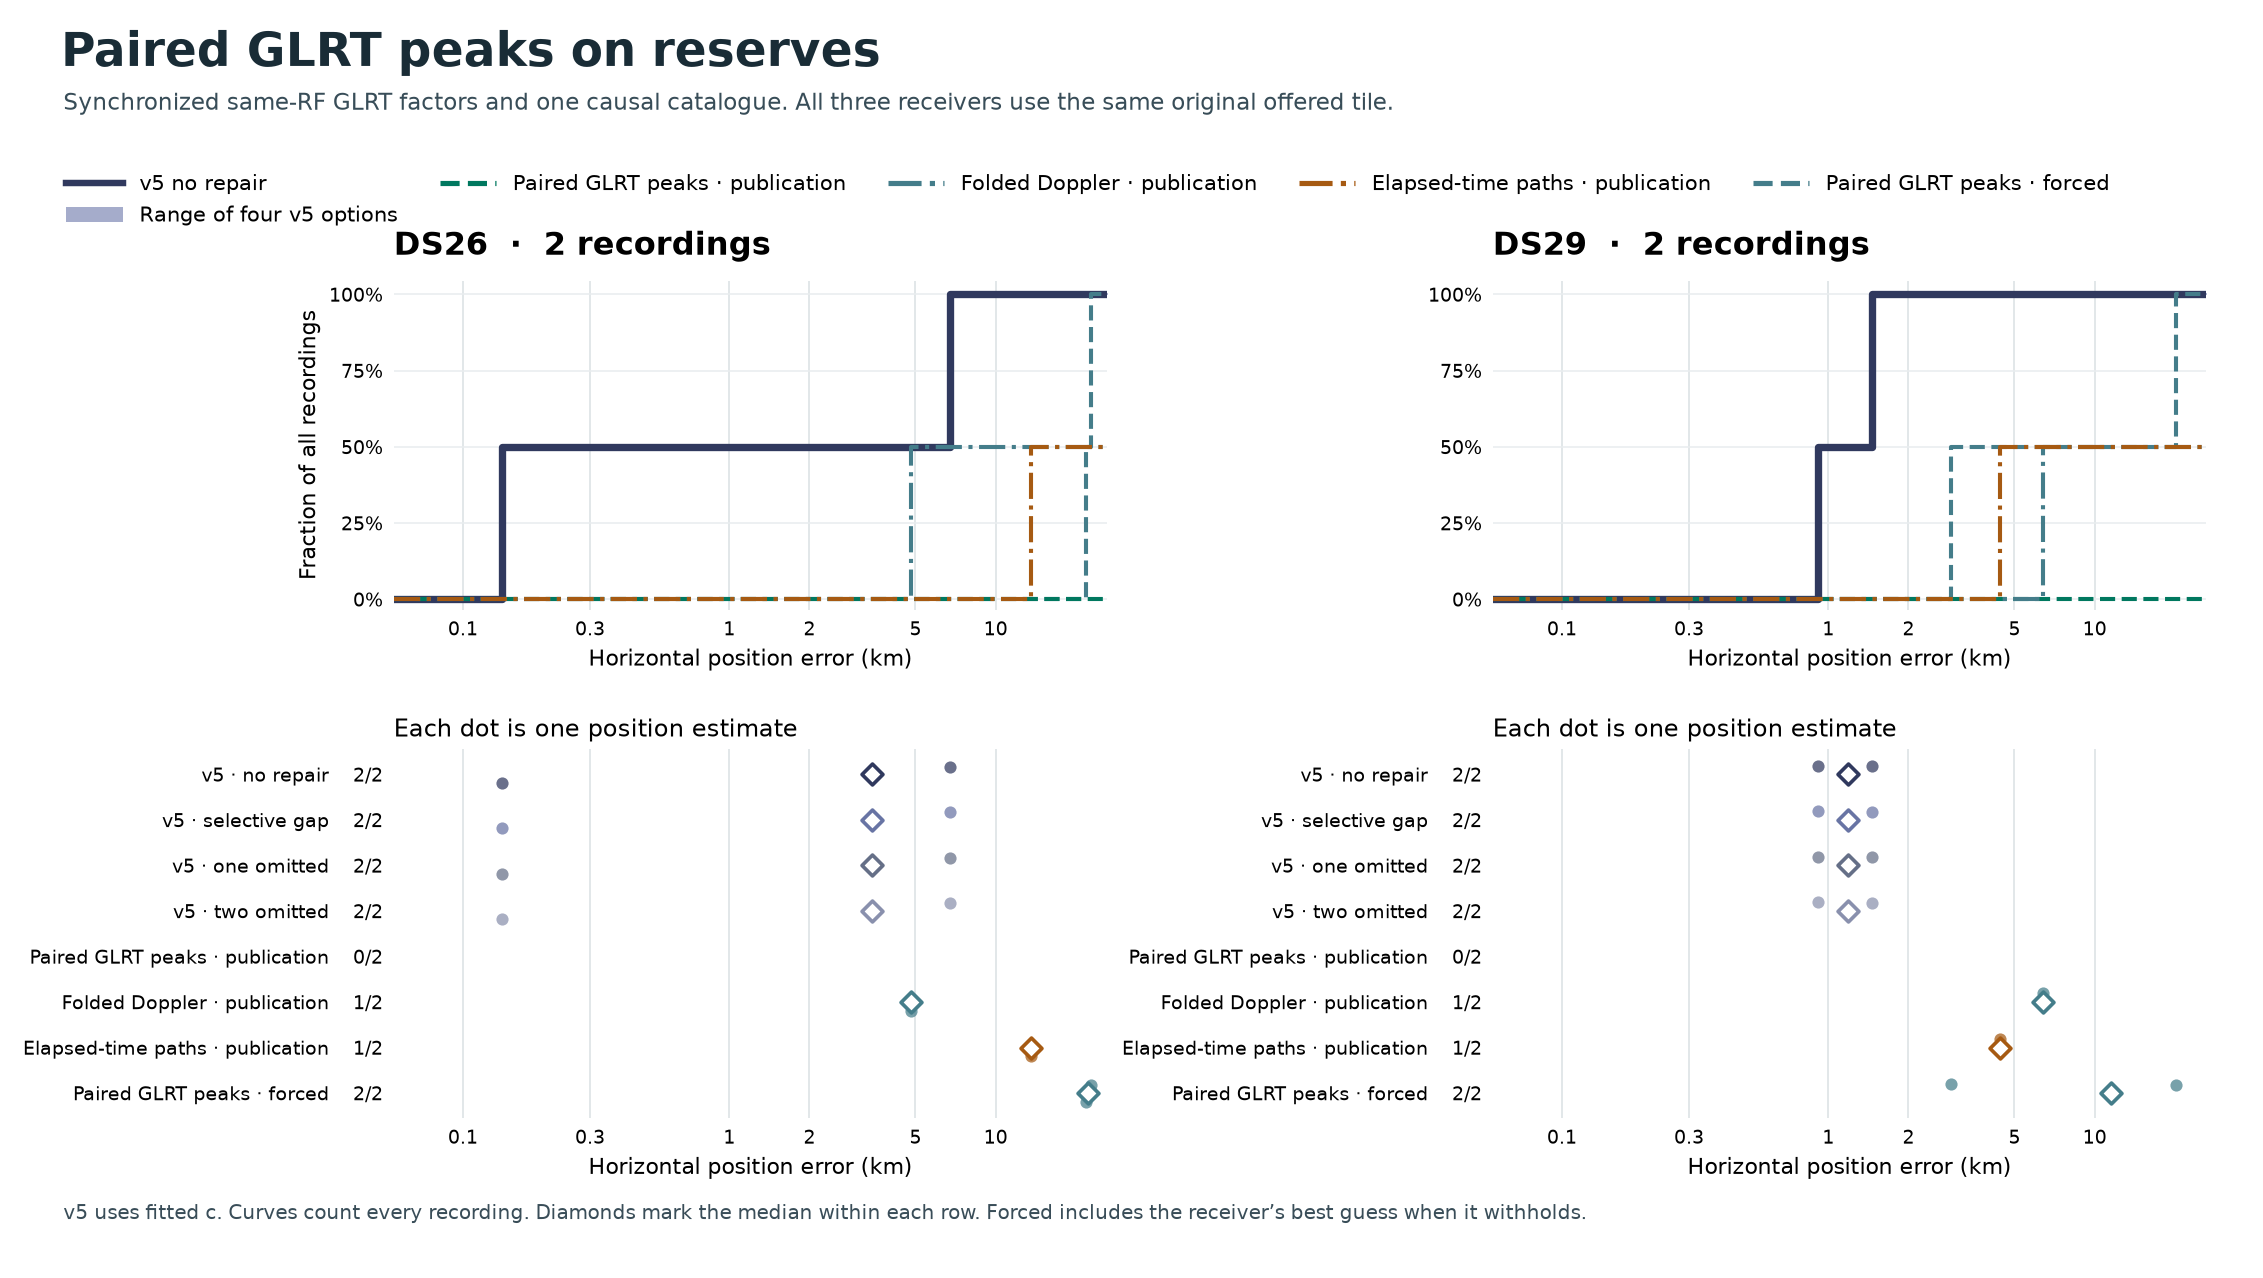 Paired GLRT peaks on reserves
Synchronized same-RF GLRT factors and one causal catalogue. All three receivers use the same original offered tile.
v5 no repair
Range of four v5 options
Paired GLRT peaks · publication
Folded Doppler · publication
Elapsed-time paths · publication
Paired GLRT peaks · forced
DS26 · 2 recordings
Fraction of all recordings
100%
75%
50%
25%
0%
0.1 0.3 1 2 5 10
Horizontal position error (km)
DS29 · 2 recordings
100%
75%
50%
25%
0%
0.1 0.3 1 2 5 10
Horizontal position error (km)
Each dot is one position estimate
v5 · no repair 2/2
v5 · selective gap 2/2
v5 · one omitted 2/2
v5 · two omitted 2/2
Paired GLRT peaks · publication 0/2
Folded Doppler · publication 1/2
Elapsed-time paths · publication 1/2
Paired GLRT peaks · forced 2/2
0.1 0.3 1 2 5 10
Horizontal position error (km)
Each dot is one position estimate
v5 · no repair 2/2
v5 · selective gap 2/2
v5 · one omitted 2/2
v5 · two omitted 2/2
Paired GLRT peaks · publication 0/2
Folded Doppler · publication 1/2
Elapsed-time paths · publication 1/2
Paired GLRT peaks · forced 2/2
0.1 0.3 1 2 5 10
Horizontal position error (km)
v5 uses fitted c. Curves count every recording. Diamonds mark the median within each row. Forced includes the receiver’s best guess when it withholds.